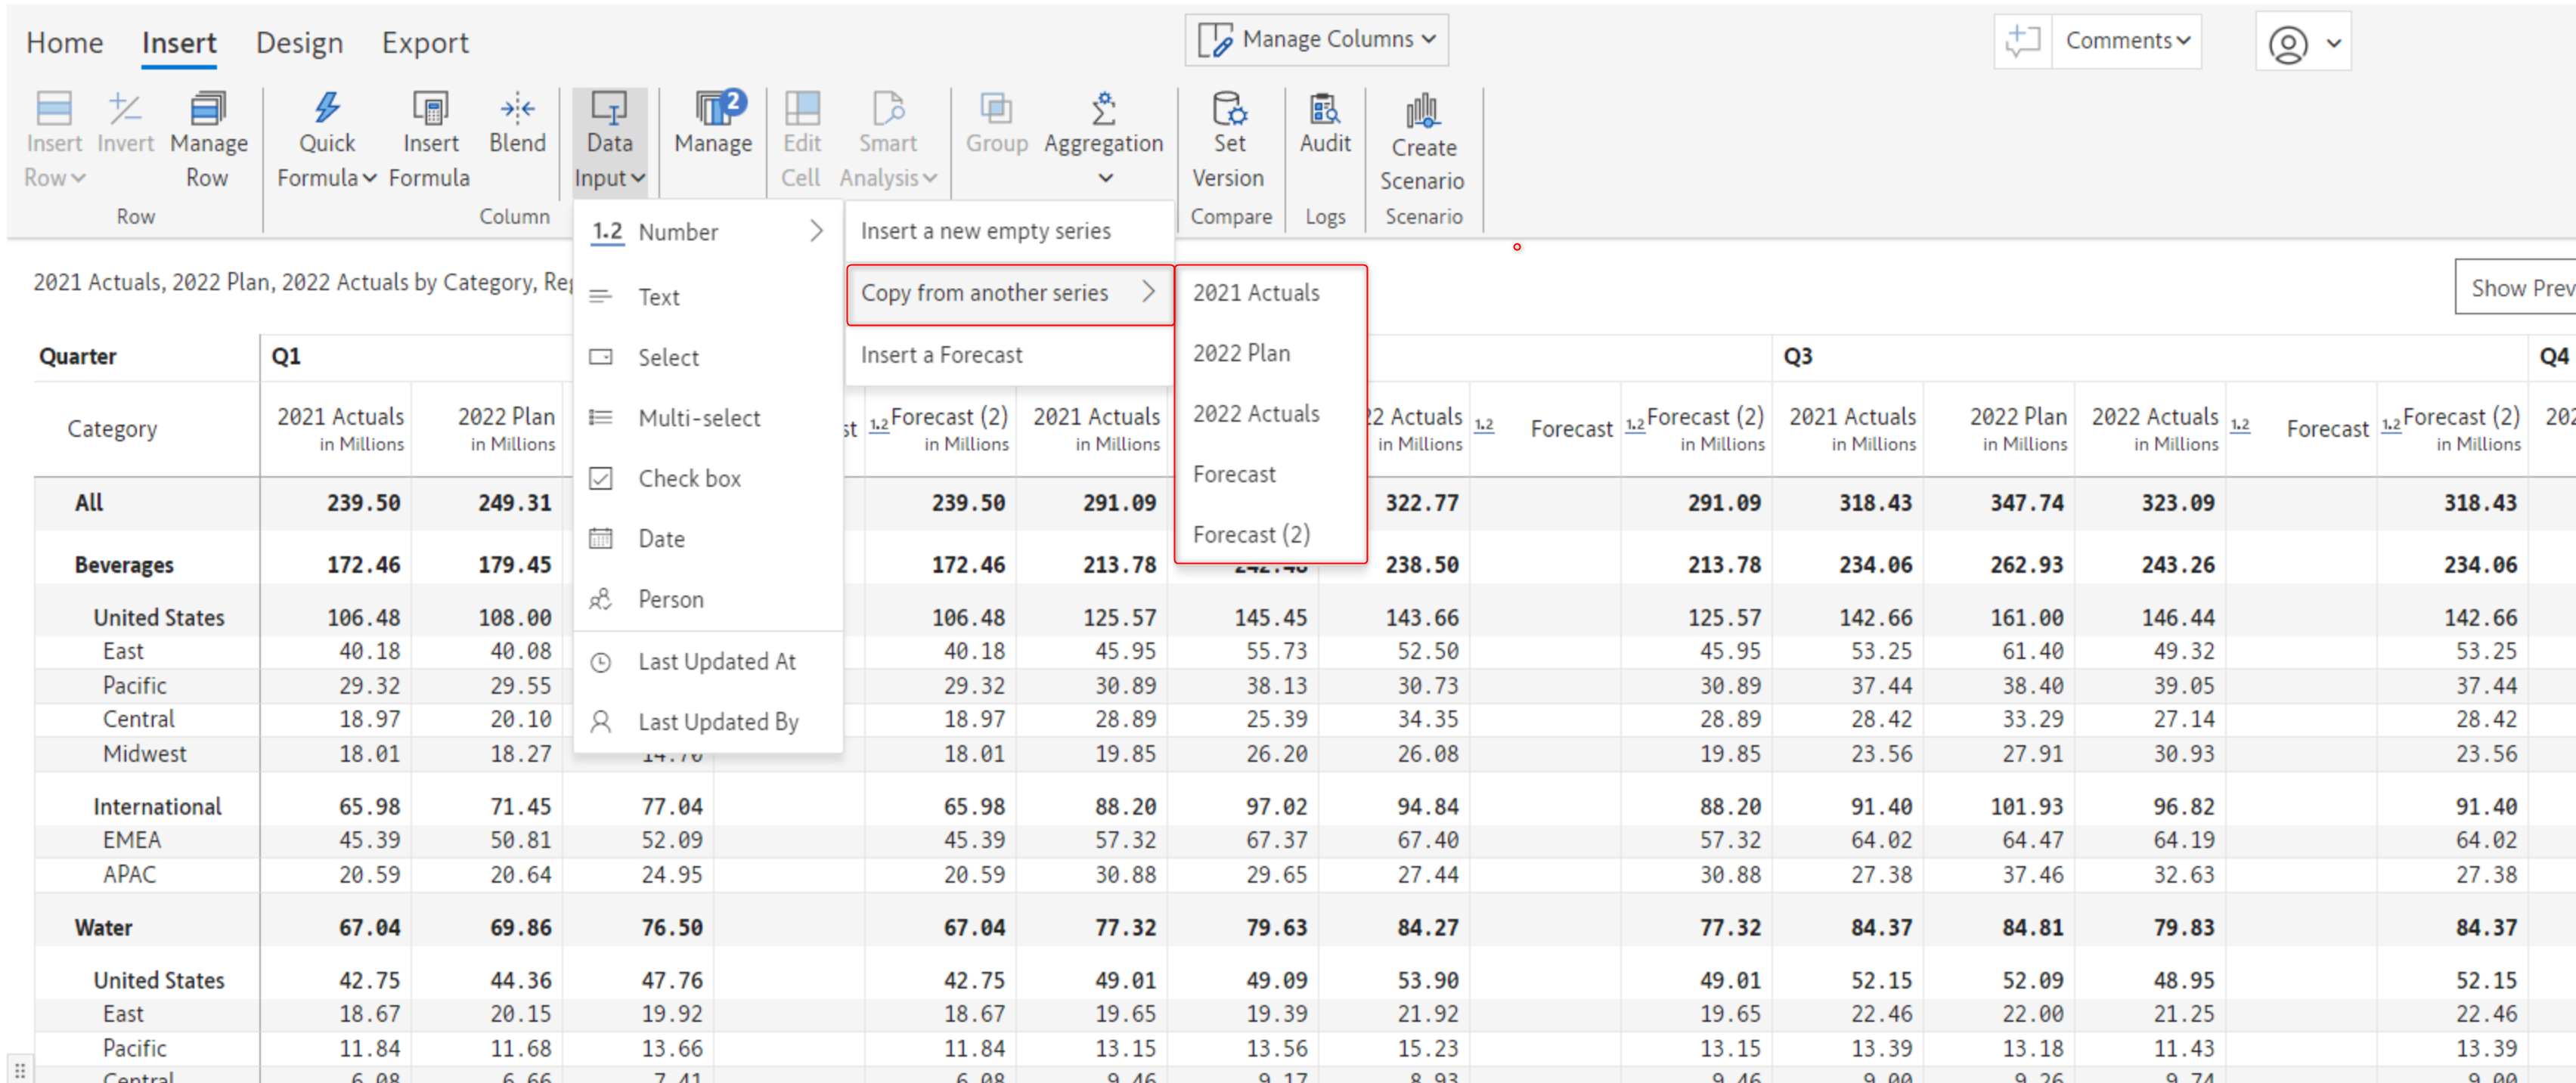 Home Insert Design Export Manage Columns Comments
Insert Row Invert Manage Row Quick Formula Insert Formula Blend Data Input Manage 2 Edit Cell Smart Analysis Group Aggregation Set Version Audit Create Scenario
Row Column Compare Logs Scenario
1.2 Number
Text
Select
Multi-select
Check box
Date
Person
Last Updated At
Last Updated By
Insert a new empty series
Copy from another series
Insert a Forecast
2021 Actuals
2022 Plan
2022 Actuals
Forecast
Forecast (2)
2021 Actuals, 2022 Plan, 2022 Actuals by Category, Show
Quarter Q1 Q3 Q4
Category 2021 Actuals 2022 Plan 1.2 Forecast (2) 2021 Actuals Actuals 1.2 Forecast 1.2 Forecast (2) 2021 Actuals 2022 Plan 2022 Actuals 1.2 Forecast 1.2 Forecast (2)
in Millions in Millions in Millions in Millions in Millions in Millions in Millions in Millions in Millions in Millions
All 239.50 249.31 239.50 291.09 322.77 291.09 318.43 347.74 323.09 318.43
Beverages 172.46 179.45 172.46 213.78 238.50 213.78 234.06 262.93 243.26 234.06
United States 106.48 108.00 106.48 125.57 145.45 143.66 125.57 142.66 161.00 146.44 142.66
East 40.18 40.08 40.18 45.95 55.73 52.50 45.95 53.25 61.40 49.32 53.25
Pacific 29.32 29.55 29.32 30.89 38.13 30.73 30.89 37.44 38.40 39.05 37.44
Central 18.97 20.10 18.97 28.89 25.39 34.35 28.89 28.42 33.29 27.14 28.42
Midwest 18.01 18.27 18.01 19.85 26.20 26.08 19.85 23.56 27.91 30.93 23.56
International 65.98 71.45 77.04 65.98 88.20 97.02 94.84 88.20 91.40 101.93 96.82 91.40
EMEA 45.39 50.81 52.09 45.39 57.32 67.37 67.40 57.32 64.02 64.47 64.19 64.02
APAC 20.59 20.64 24.95 20.59 30.88 29.65 27.44 30.88 27.38 37.46 32.63 27.38
Water 67.04 69.86 76.50 67.04 77.32 79.63 84.27 77.32 84.37 84.81 79.83 84.37
United States 42.75 44.36 47.76 42.75 49.01 49.09 53.90 49.01 52.15 52.09 48.95 52.15
East 18.67 20.15 19.92 18.67 19.65 19.39 21.92 19.65 22.46 22.00 21.25 22.46
Pacific 11.84 11.68 13.66 11.84 13.15 13.56 15.23 13.15 13.39 13.18 11.43 13.39
Central